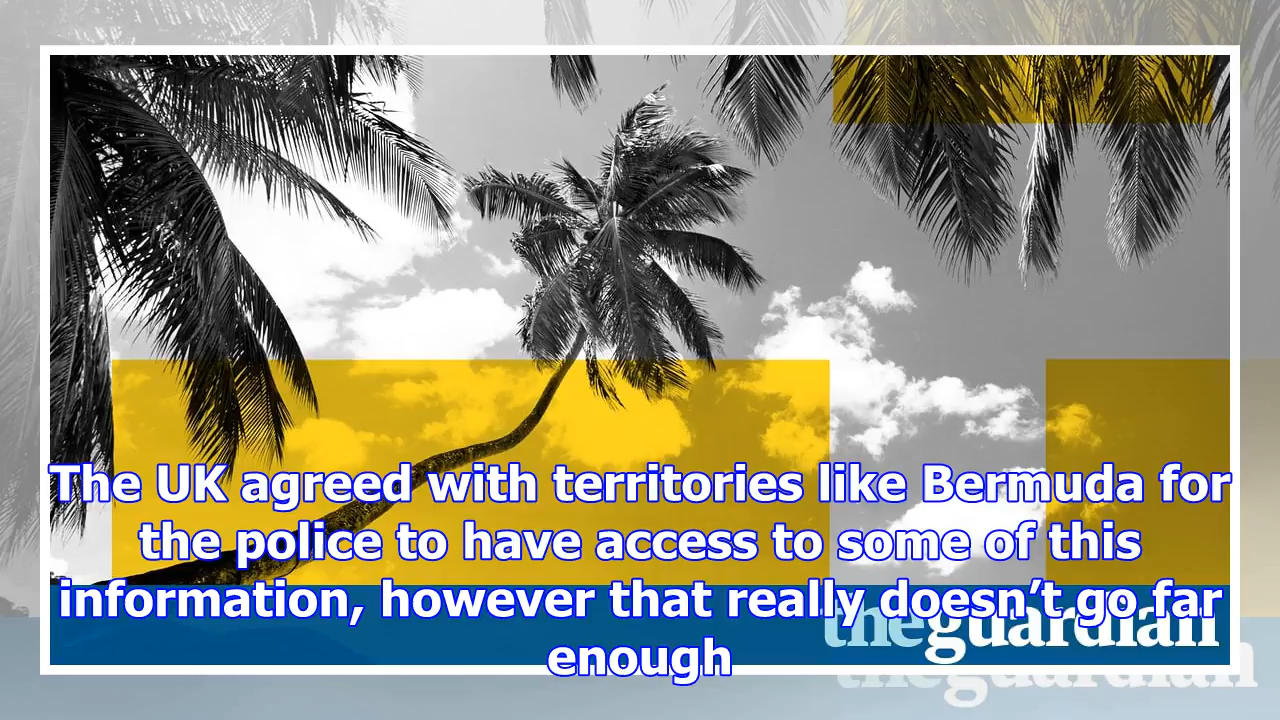 The UK agreed with territories like Bermuda for
the police to have access to some of this
information, however that really doesn’t go far
enough
theguardian
theguardian